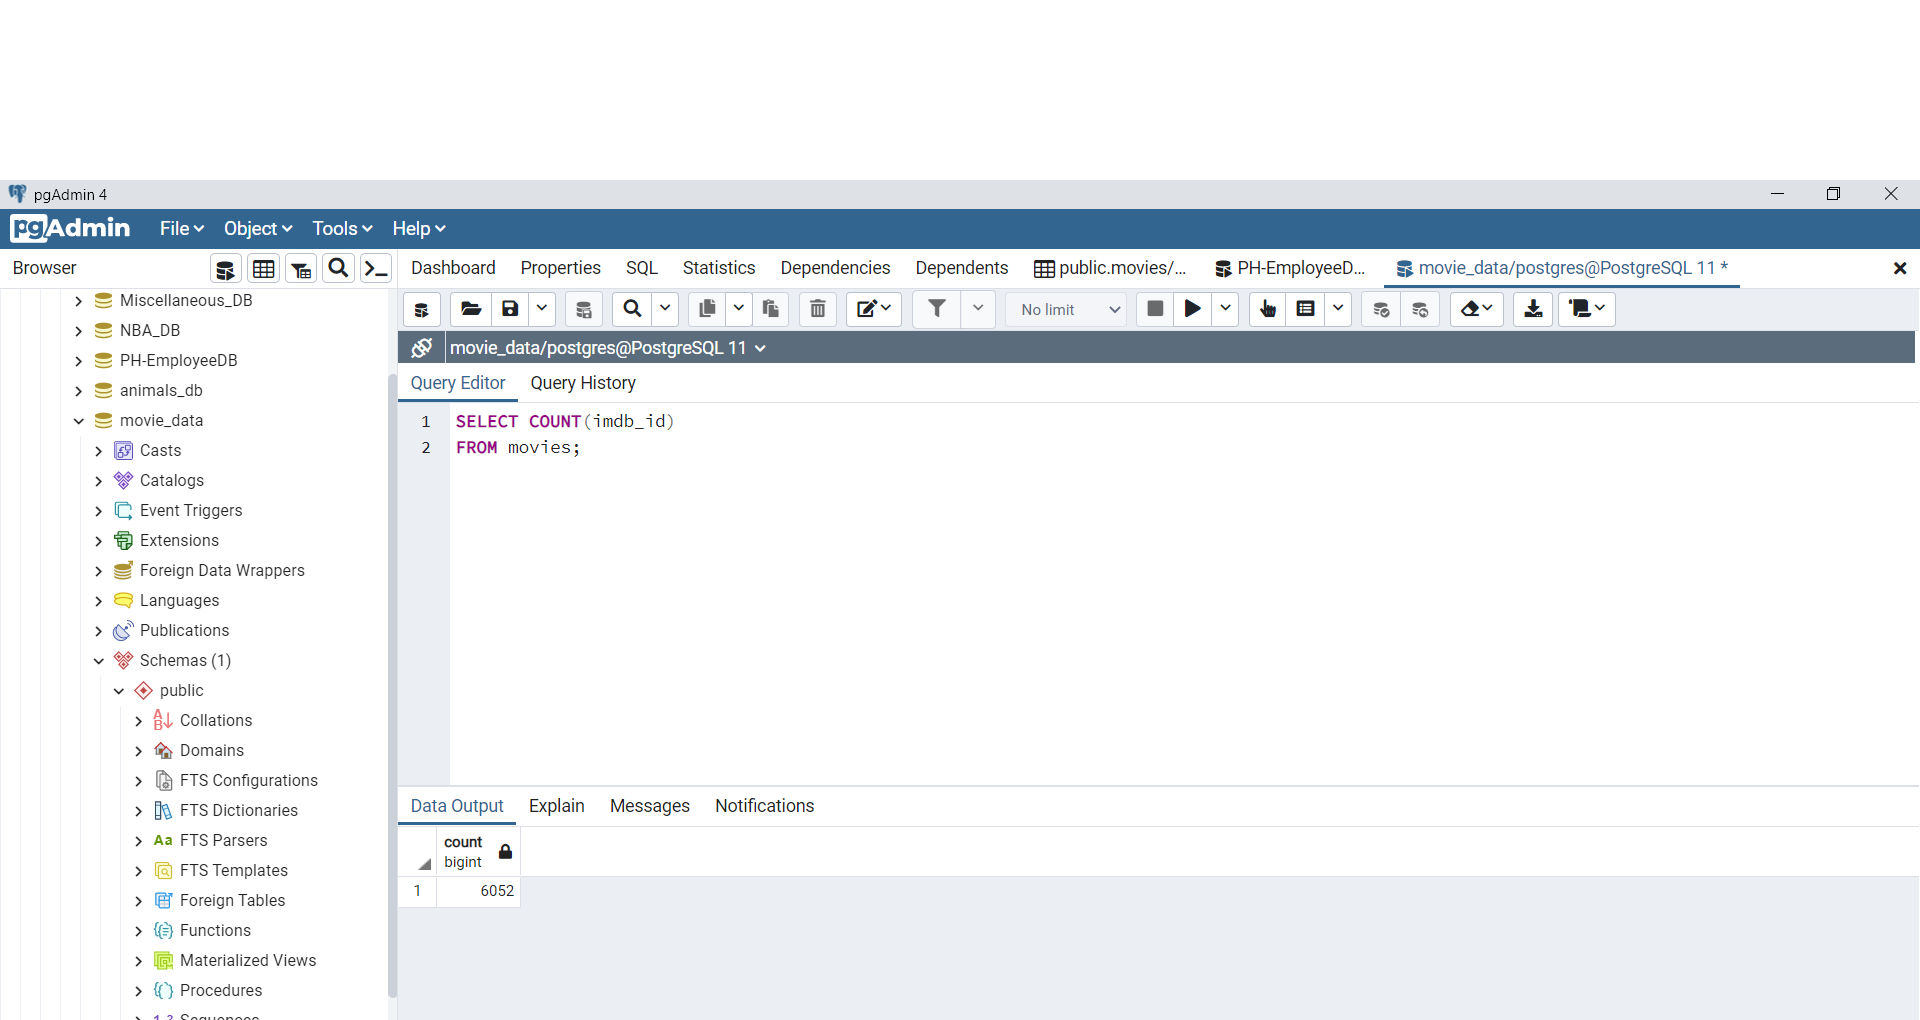 pgAdmin 4
pgAdmin File Object Tools Help
Browser
Dashboard Properties SQL Statistics Dependencies Dependents public.movies/... PH-EmployeeD... movie_data/postgres@PostgreSQL 11 *
No limit
movie_data/postgres@PostgreSQL 11
Query Editor Query History
1 SELECT COUNT(imdb_id)
2 FROM movies;
Data Output Explain Messages Notifications
count
bigint
1 6052
Miscellaneous_DB
NBA_DB
PH-EmployeeDB
animals_db
movie_data
Casts
Catalogs
Event Triggers
Extensions
Foreign Data Wrappers
Languages
Publications
Schemas (1)
public
Collations
Domains
FTS Configurations
FTS Dictionaries
Aa FTS Parsers
FTS Templates
Foreign Tables
Functions
Materialized Views
Procedures
Sequences